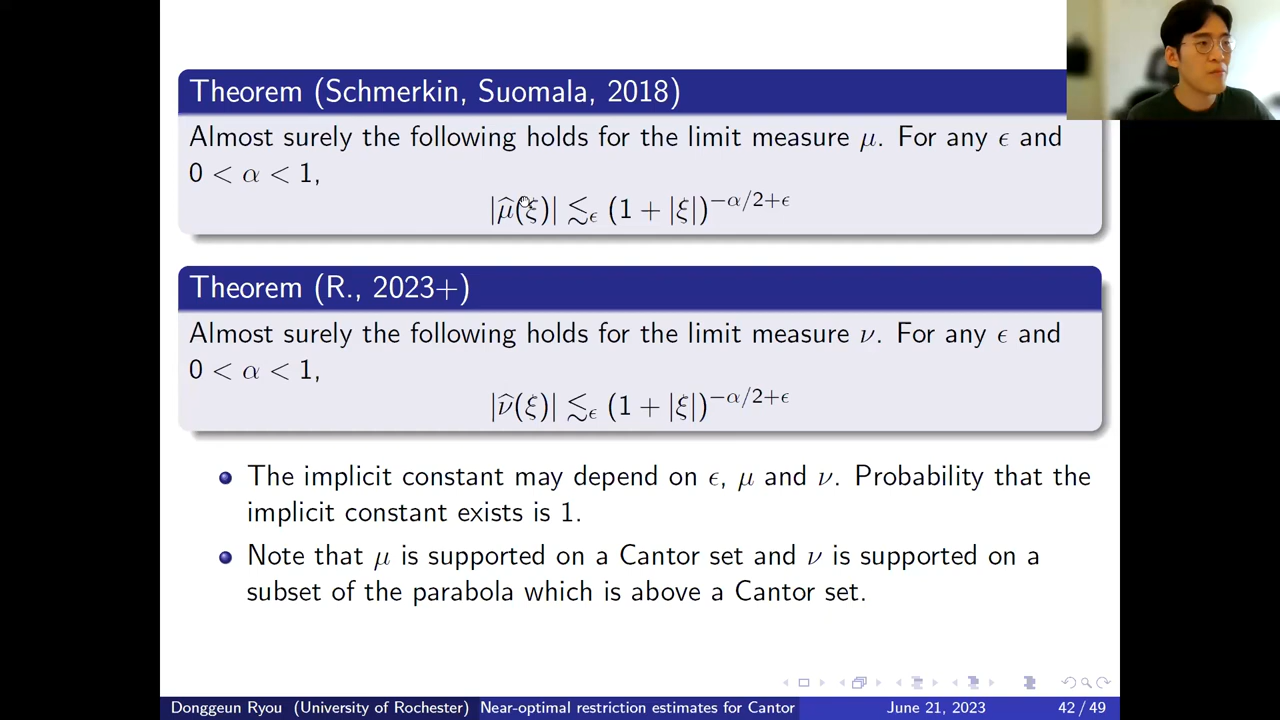 Theorem (Schmerkin, Suomala, 2018)
Almost surely the following holds for the limit measure μ. For any ϵ and
0 < α < 1,
|μ̂(ξ)| ≲ϵ (1 + |ξ|)^{−α/2+ϵ}
Theorem (R., 2023+)
Almost surely the following holds for the limit measure ν. For any ϵ and
0 < α < 1,
|ν̂(ξ)| ≲ϵ (1 + |ξ|)^{−α/2+ϵ}
The implicit constant may depend on ϵ, μ and ν. Probability that the
implicit constant exists is 1.
Note that μ is supported on a Cantor set and ν is supported on a
subset of the parabola which is above a Cantor set.
Donggeun Ryou (University of Rochester) Near-optimal restriction estimates for Cantor June 21, 2023 42 / 49